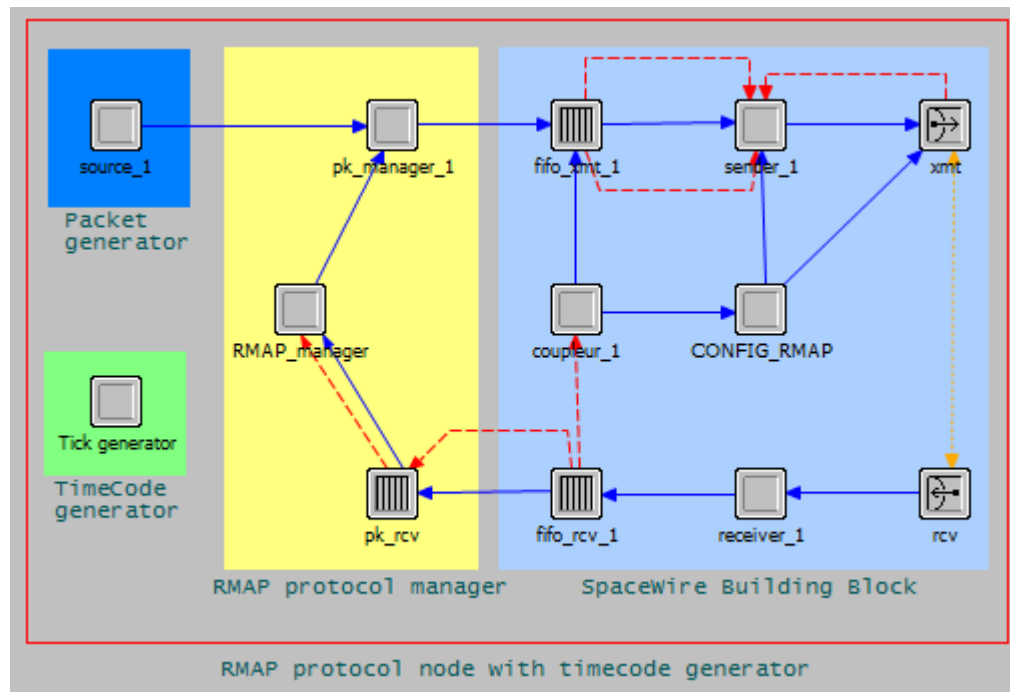 source_1
pk_manager_1
fifo_xmt_1
sender_1
xmt
Packet
generator
RMAP_manager
coupleur_1
CONFIG_RMAP
Tick generator
TimeCode
generator
pk_rcv
fifo_rcv_1
receiver_1
rcv
RMAP protocol manager
SpaceWire Building Block
RMAP protocol node with timecode generator